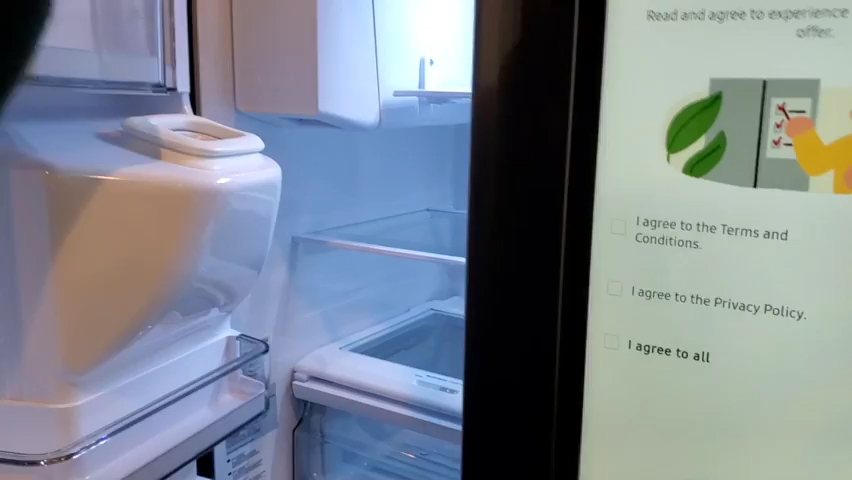 Read and agree to experience
offer.
I agree to the Terms and
Conditions.
I agree to the Privacy Policy.
I agree to all